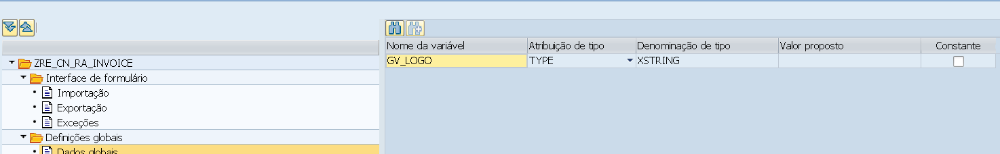 Nome da variável Atribuição de tipo Denominação de tipo Valor proposto Constante
GV_LOGO TYPE XSTRING
ZRE_CN_RA_INVOICE
Interface de formulário
Importação
Exportação
Exceções
Definições globais
Dados globais